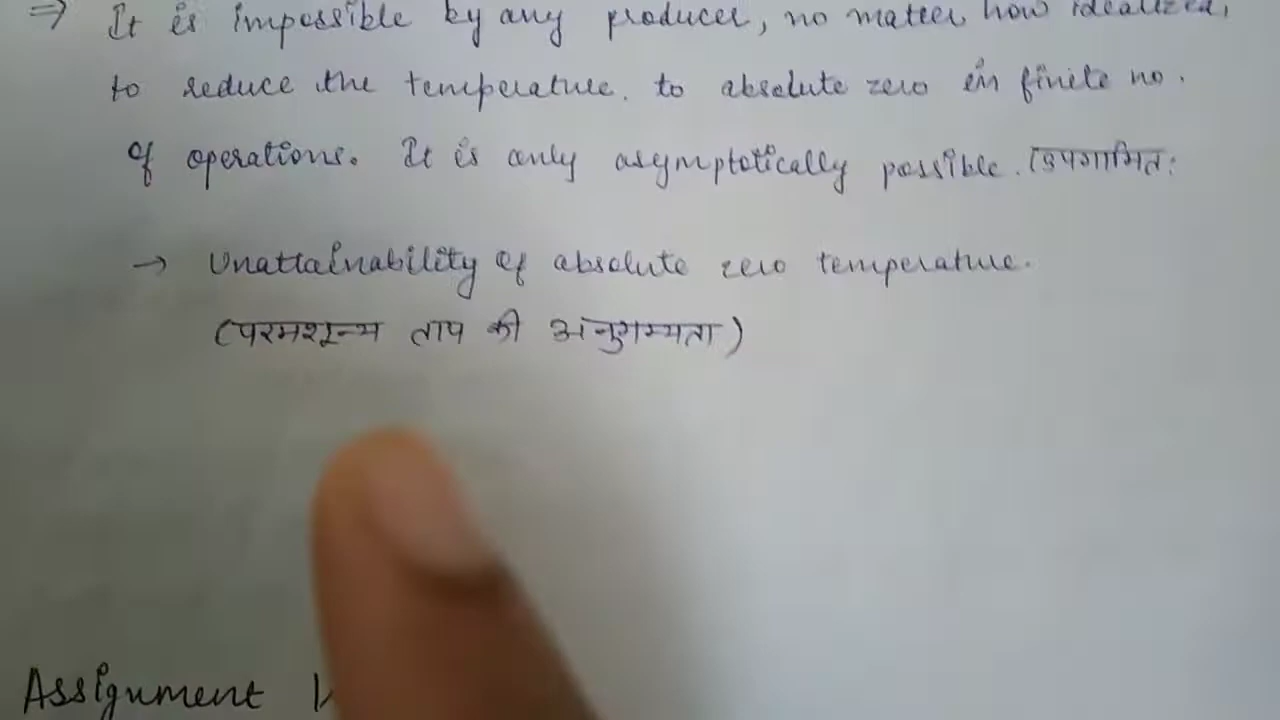 ⇒ It is impossible by any producer, no matter how idealized,
to reduce the temperature. to absolute zero in finite no.
of operations. It is only asymptotically possible. (उपगामित:
→ Unattainability of absolute zero temperature.
(परमशून्य ताप की अनुगम्यता)
Assignment